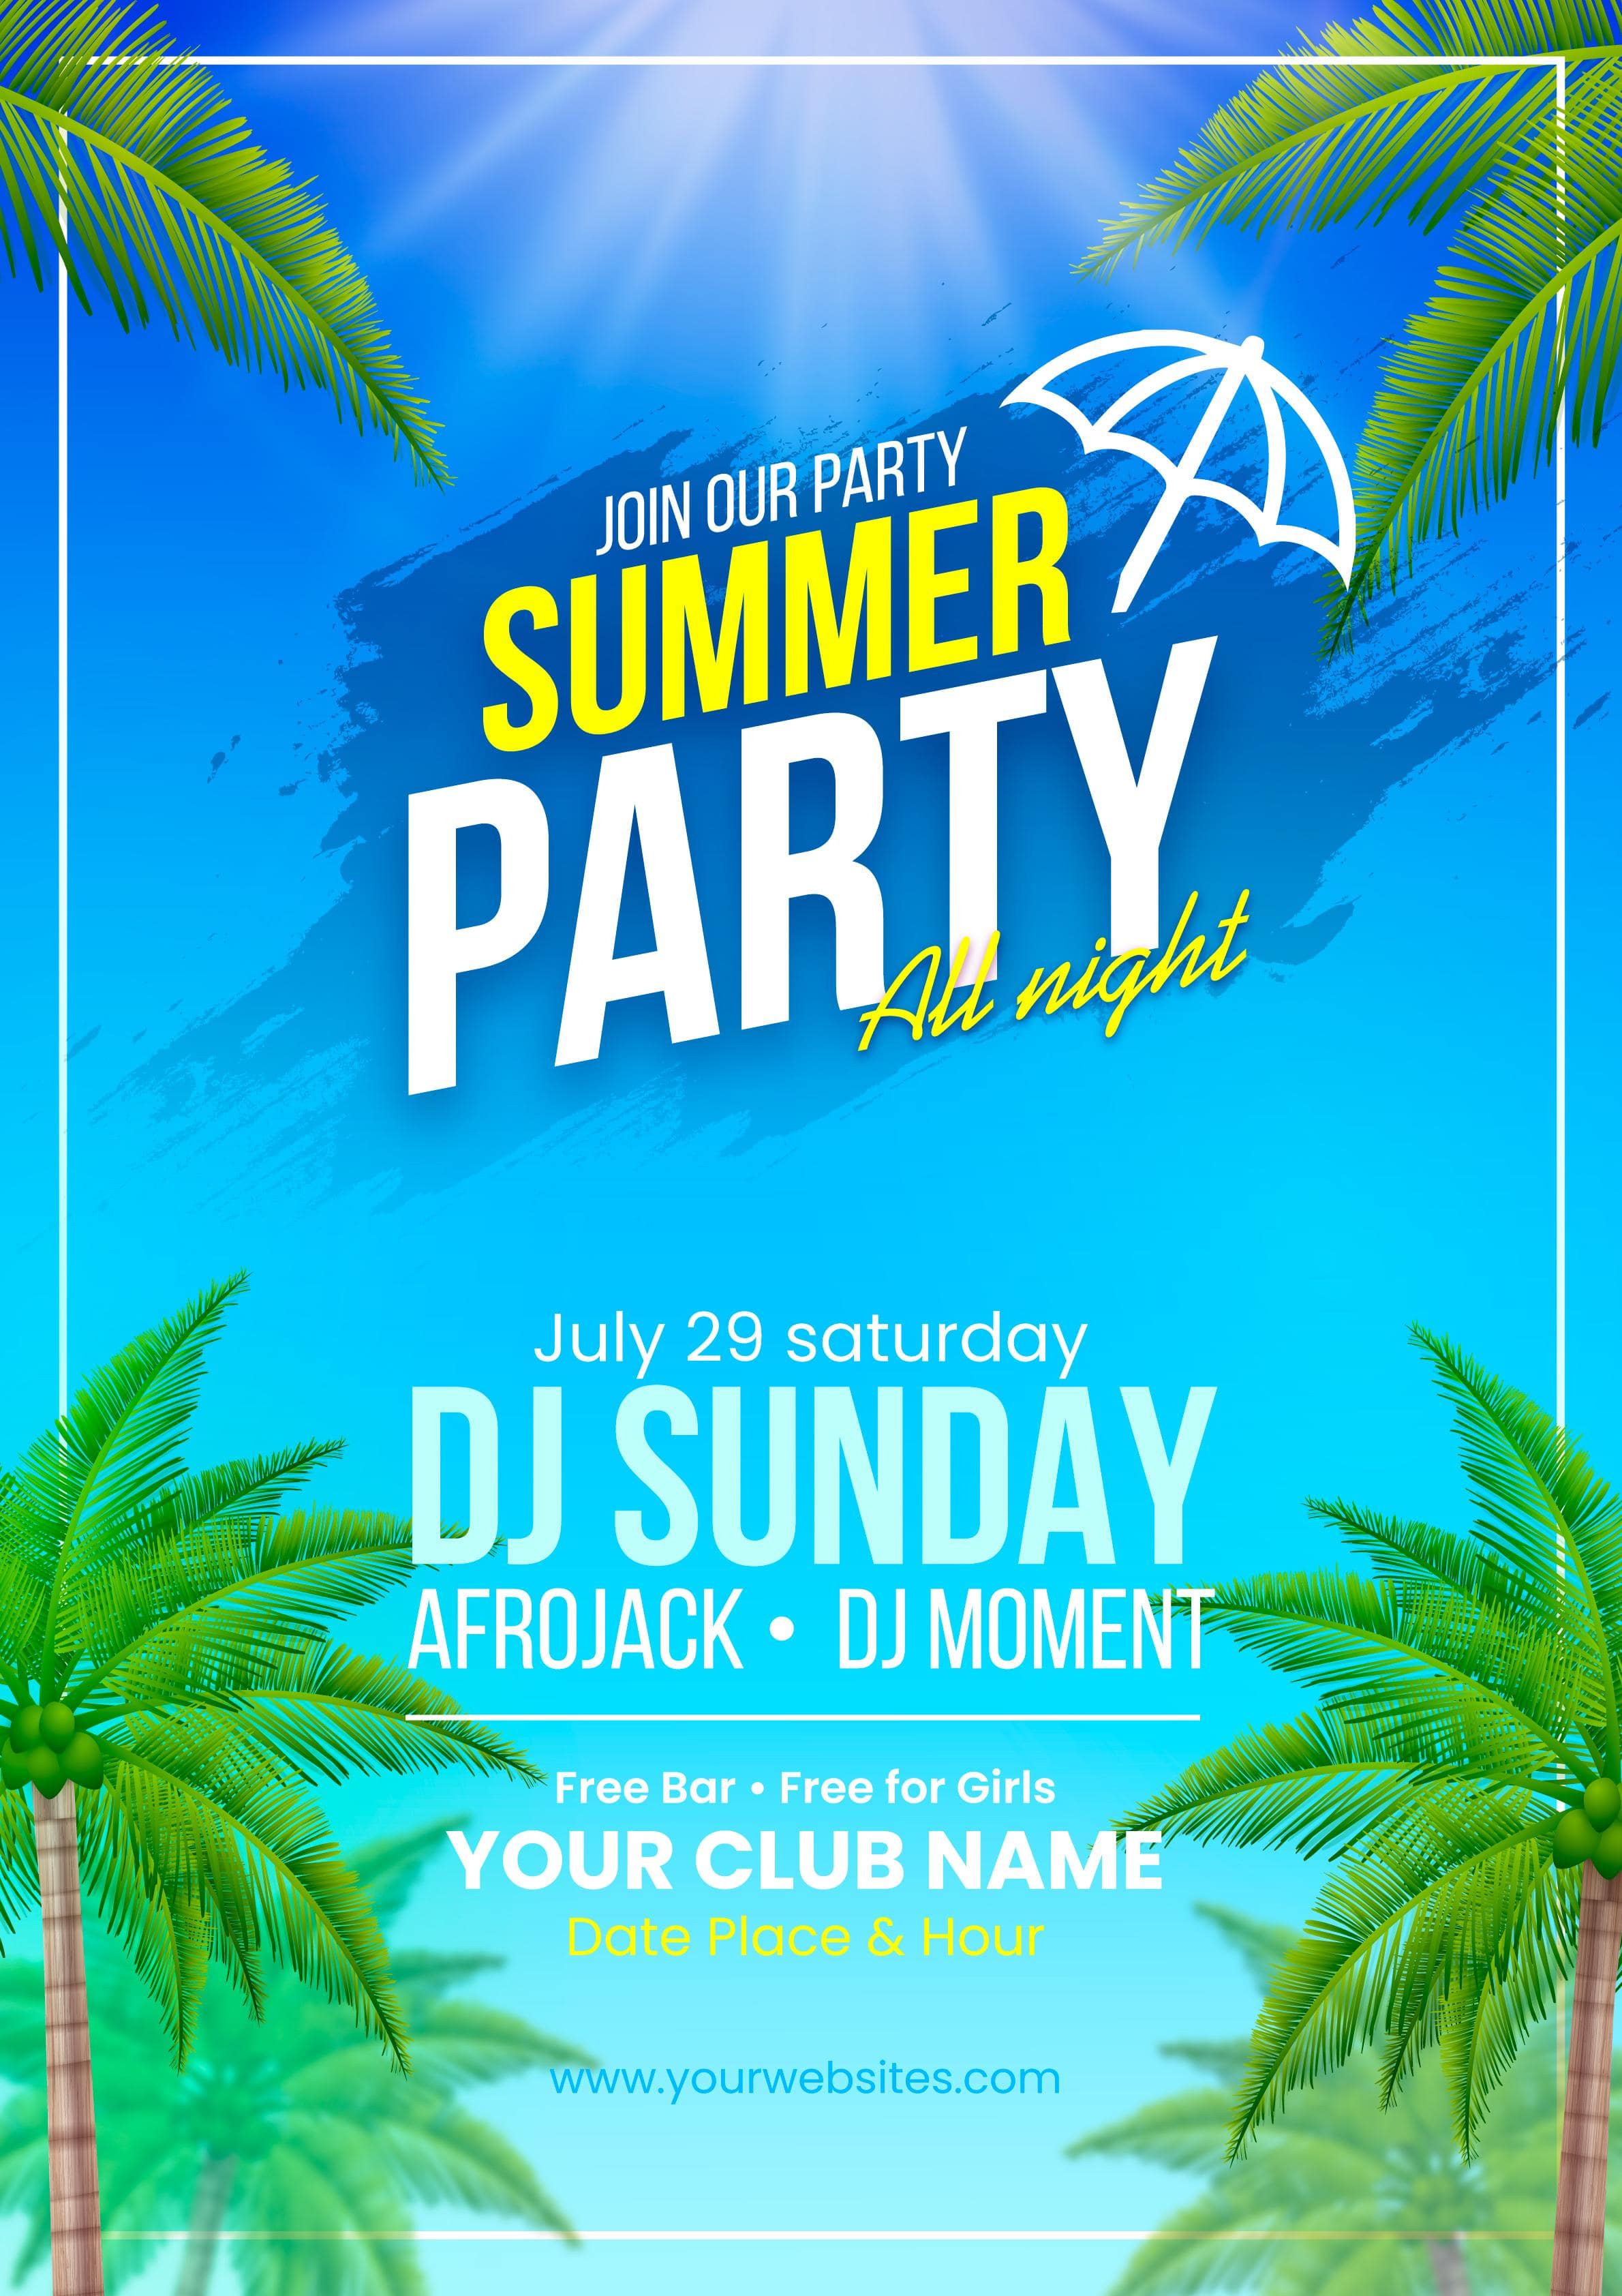 JOIN OUR PARTY
SUMMER
PARTY
All night
July 29 saturday
DJ SUNDAY
AFROJACK • DJ MOMENT
Free Bar • Free for Girls
YOUR CLUB NAME
Date Place & Hour
www.yourwebsites.com